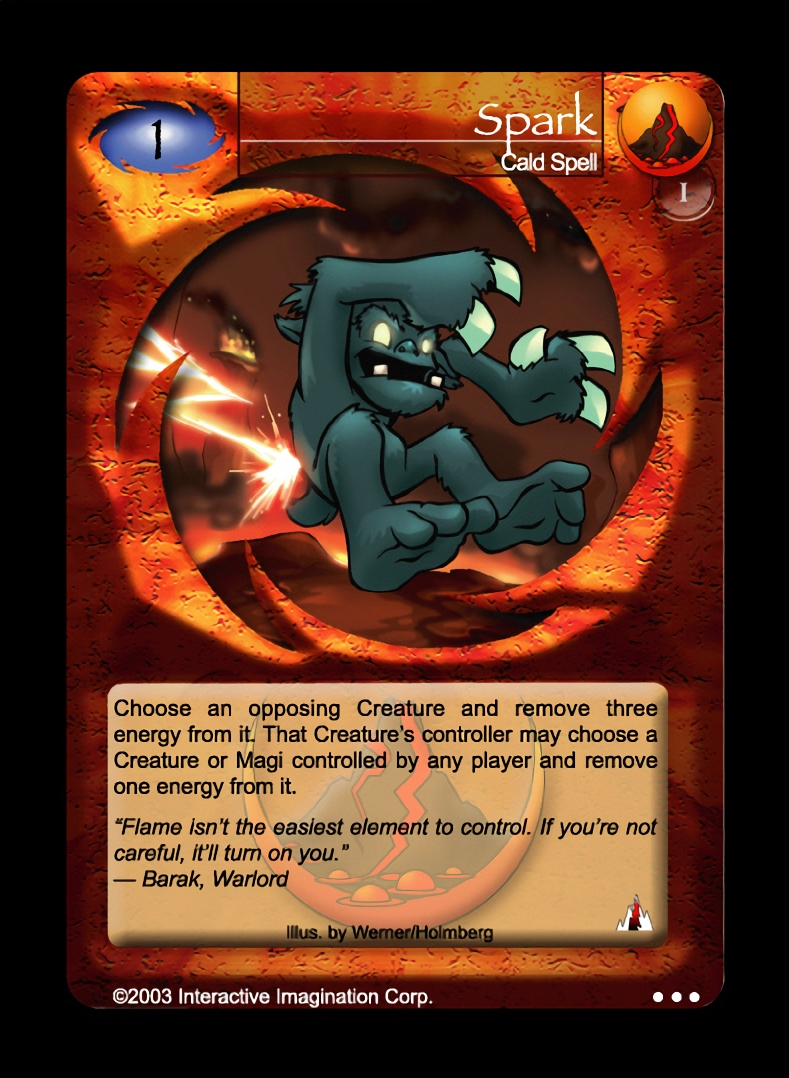 1
Spark
Cald Spell
I
Choose an opposing Creature and remove three
energy from it. That Creature's controller may choose a
Creature or Magi controlled by any player and remove
one energy from it.
"Flame isn't the easiest element to control. If you're not
careful, it'll turn on you."
— Barak, Warlord
Illus. by Werner/Holmberg
©2003 Interactive Imagination Corp.